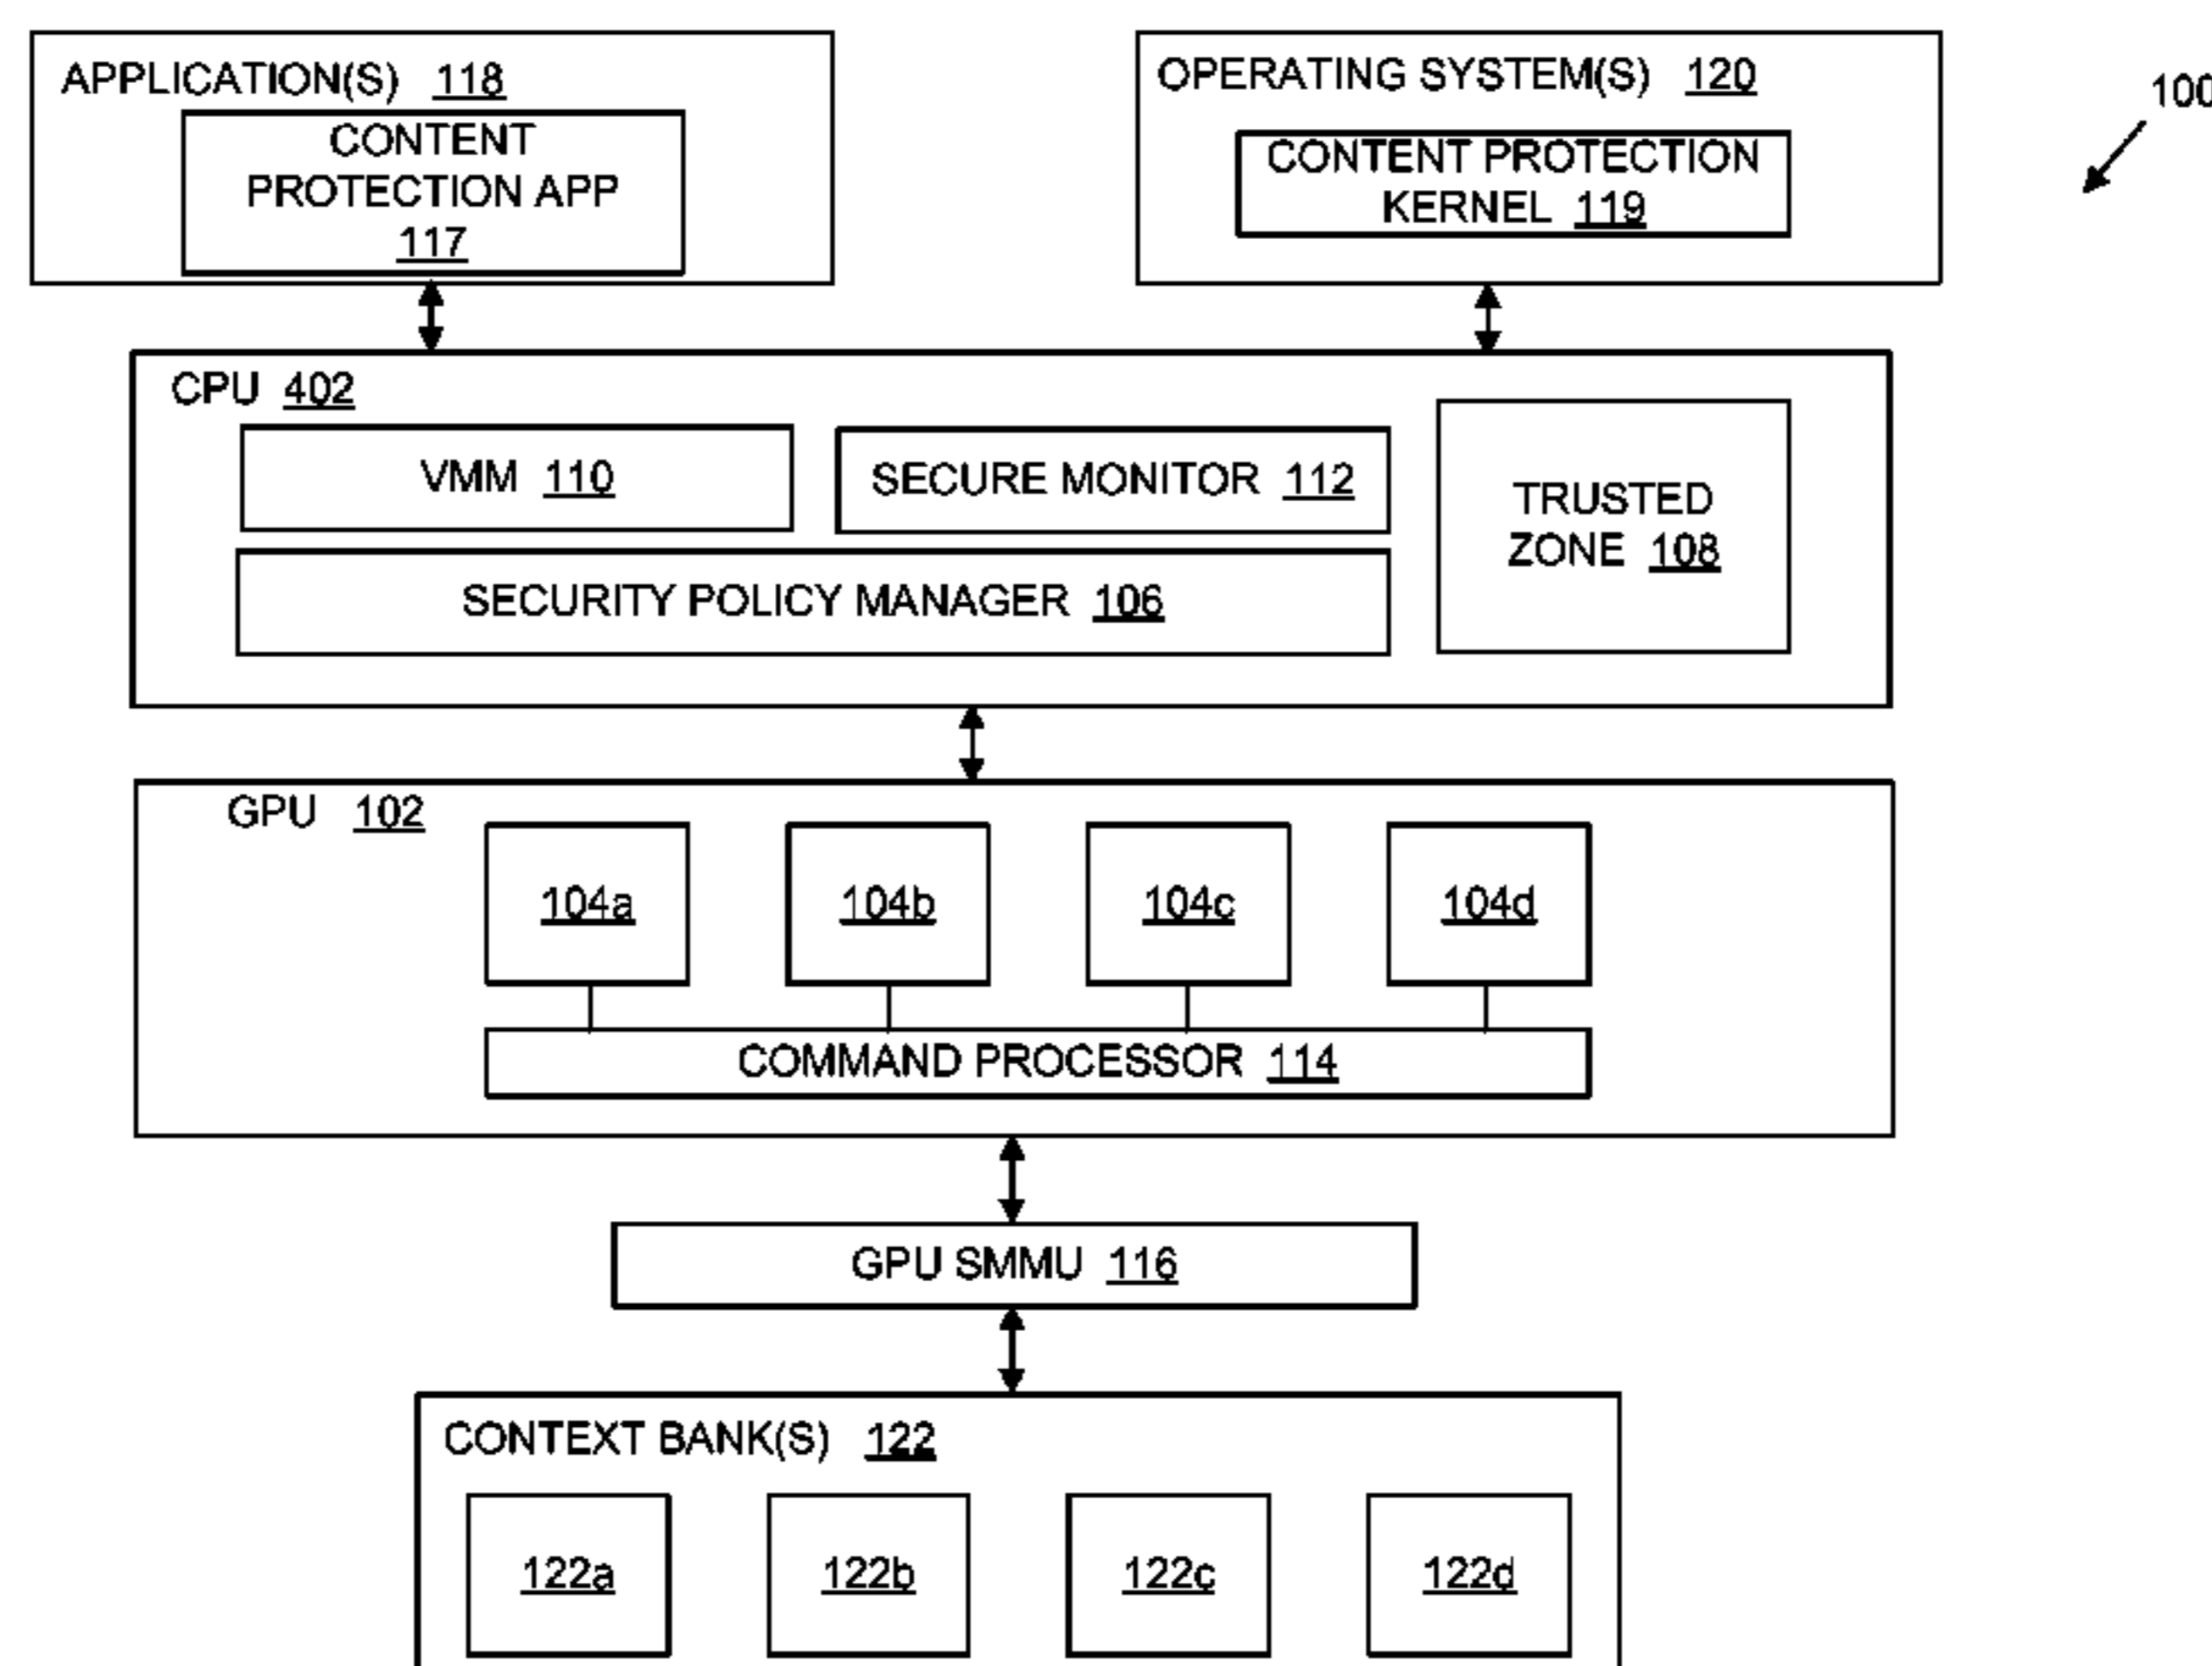 APPLICATION(S) 118
CONTENT
PROTECTION APP
117
OPERATING SYSTEM(S) 120
CONTENT PROTECTION
KERNEL 119
100
CPU 402
VMM 110
SECURE MONITOR 112
TRUSTED
ZONE 108
SECURITY POLICY MANAGER 106
GPU 102
104a
104b
104c
104d
COMMAND PROCESSOR 114
GPU SMMU 116
CONTEXT BANK(S) 122
122a
122b
122c
122d